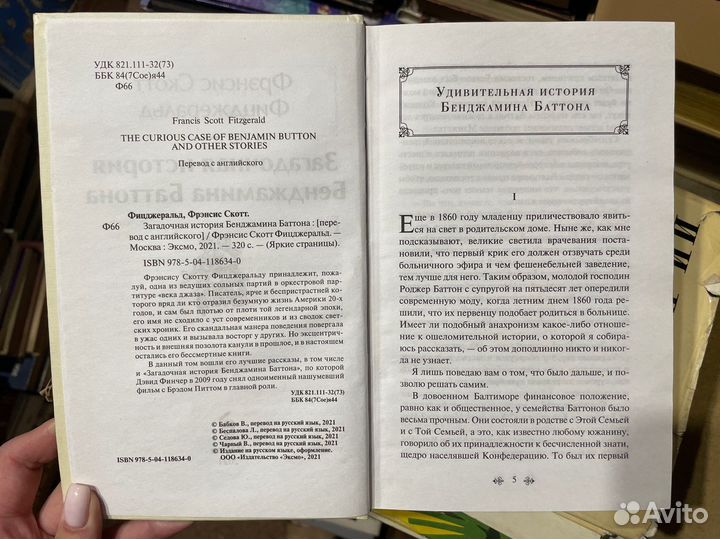 УДК 821.111-32(73)
ББК 84(7Сое)я44
Ф66
Francis Scott Fitzgerald
THE CURIOUS CASE OF BENJAMIN BUTTON
AND OTHER STORIES
Перевод с английского
Фицджеральд, Фрэнсис Скотт.
Ф66 Загадочная история Бенджамина Баттона : [пере-
вод с английского] / Фрэнсис Скотт Фицджеральд. —
Москва : Эксмо, 2021. — 320 с. — (Яркие страницы).
ISBN 978-5-04-118634-0
Фрэнсису Скотту Фицджеральду принадлежит, пожа-
луй, одна из ведущих сольных партий в оркестровой парти-
туре «века джаза». Писатель, ярче и беспристрастней ко-
торого вряд ли кто отразил безумную жизнь Америки 20-х
годов, и сам был плотью от плоти той легендарной эпохи,
его имя не сходило с уст современников и из сводок свет-
ских хроник. Его скандальная манера поведения повергала
в ужас одних и вызывала восторг у других. Но эксцентрич-
ность и внешняя позолота канули в прошлое, и в настоящем
остались его бессмертные книги.
В данный том вошли его лучшие рассказы, в том числе
и «Загадочная история Бенджамина Баттона», по которой
Дэвид Финчер в 2009 году снял одноименный нашумевший
фильм с Брэдом Питтом в главной роли.
УДК 821.111-32(73)
ББК 84(7Сое)я44
© Бабков В., перевод на русский язык, 2021
© Беспалова Л., перевод на русский язык, 2021
© Седова Ю., перевод на русский язык, 2021
© Чарный В., перевод на русский язык, 2021
© Издание на русском языке, оформление.
ООО «Издательство «Эксмо», 2021
ISBN 978-5-04-118634-0
Удивительная история
Бенджамина Баттона
I
Еще в 1860 году младенцу приличествовало явить-
ся на свет в родительском доме. Ныне же, как мне
подсказывают, великие светила врачевания поста-
новили, что первый крик его должен отзвучать среди
больничного эфира и чем фешенебельней заведение,
тем лучше для него. Таким образом, молодой господин
Роджер Баттон с супругой на пятьдесят лет опередили
современную моду, когда летним днем 1860 года ре-
шили, что их первенцу подобает родиться в больнице.
Имеет ли подобный анахронизм какое-либо отноше-
ние к ошеломительной истории, о которой я собира-
юсь рассказать, — об этом доподлинно никто и никог-
да не узнает.
Я лишь поведаю вам о том, что было дальше, и по-
зволю решать самим.
В довоенном Балтиморе финансовое положение,
равно как и общественное, у семейства Баттонов было
весьма прочным. Они состояли в родстве с Этой Семьей
и с Той Семьей, а это, как известно любому южанину,
говорило об их принадлежности к бесчисленной знати,
щедро населявшей Конфедерацию. То был их первый
5
Avito